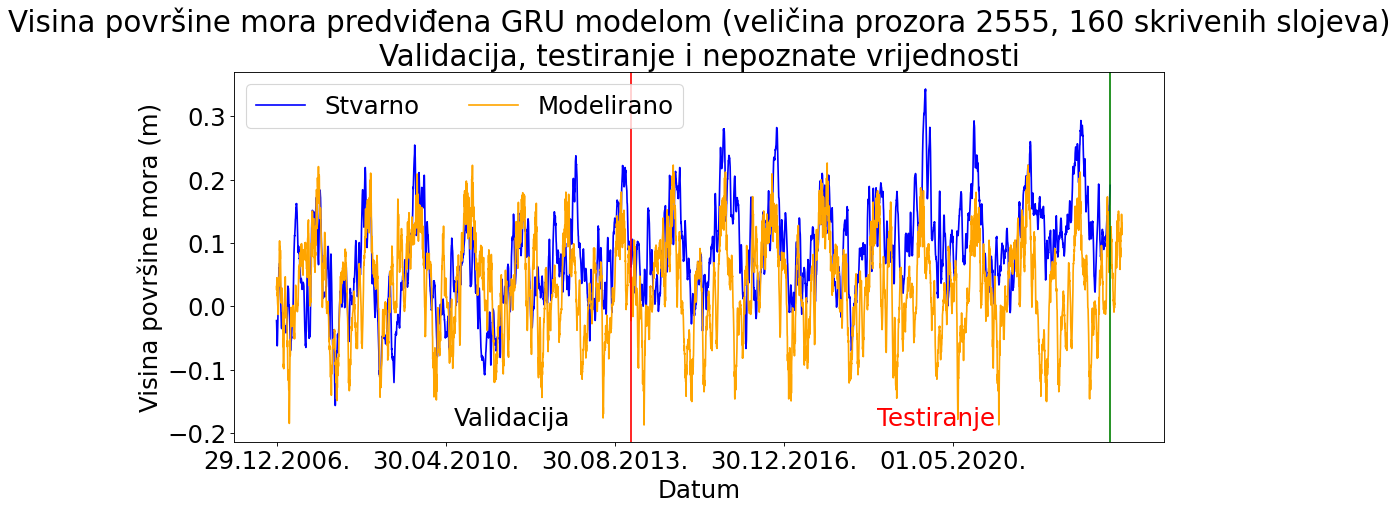 Visina površine mora predviđena GRU modelom (veličina prozora 2555, 160 skrivenih slojeva)
Validacija, testiranje i nepoznate vrijednosti
Stvarno
Modelirano
Visina površine mora (m)
0.3
0.2
0.1
0.0
−0.1
−0.2
Validacija
Testiranje
29.12.2006.
30.04.2010.
30.08.2013.
30.12.2016.
01.05.2020.
Datum